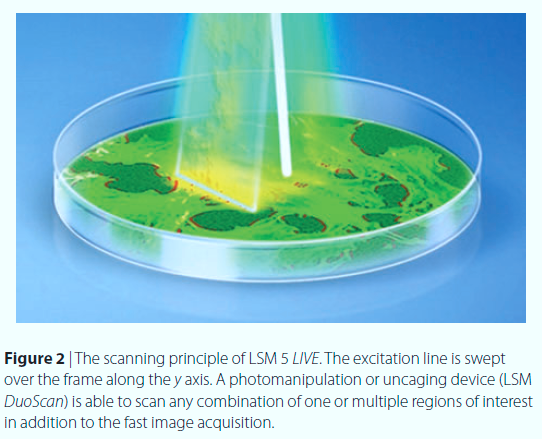 Figure 2 | The scanning principle of LSM 5 LIVE. The excitation line is swept
over the frame along the y axis. A photomanipulation or uncaging device (LSM
DuoScan) is able to scan any combination of one or multiple regions of interest
in addition to the fast image acquisition.